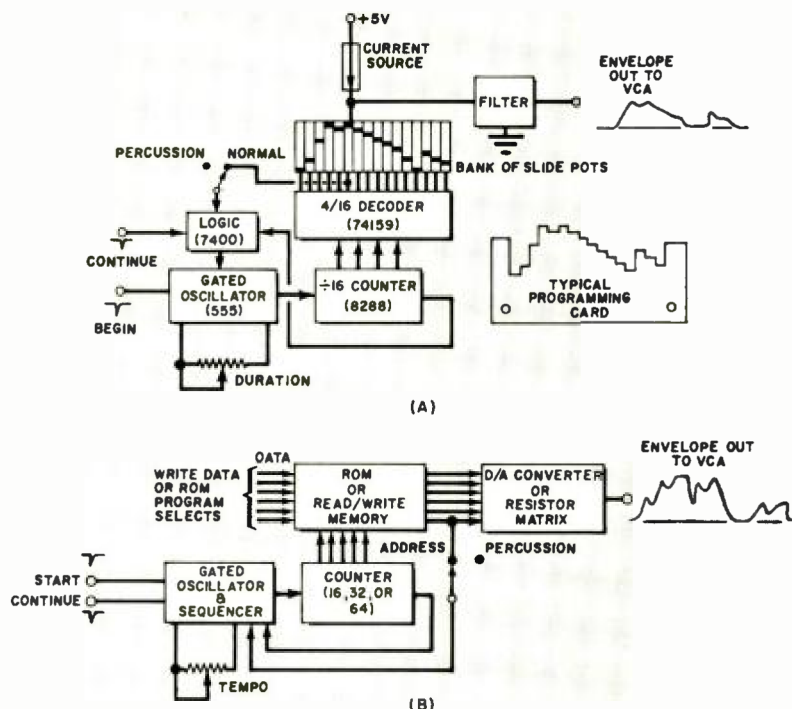 +5V
CURRENT
SOURCE
ENVELOPE
OUT TO
VCA
FILTER
PERCUSSION
NORMAL
BANK OF SLIDE POTS
4/16 DECODER
(74159)
LOGIC
(7400)
CONTINUE
GATED
OSCILLATOR
(555)
÷16 COUNTER
(8288)
TYPICAL
PROGRAMMING
CARD
BEGIN
DURATION
(A)
DATA
WRITE DATA
OR ROM
PROGRAM
SELECTS
ROM
OR
READ/WRITE
MEMORY
D/A CONVERTER
OR
RESISTOR
MATRIX
ENVELOPE OUT
TO VCA
ADDRESS
PERCUSSION
START
CONTINUE
GATED
OSCILLATOR
&
SEQUENCER
COUNTER
(16, 32, OR
64)
TEMPO
(B)